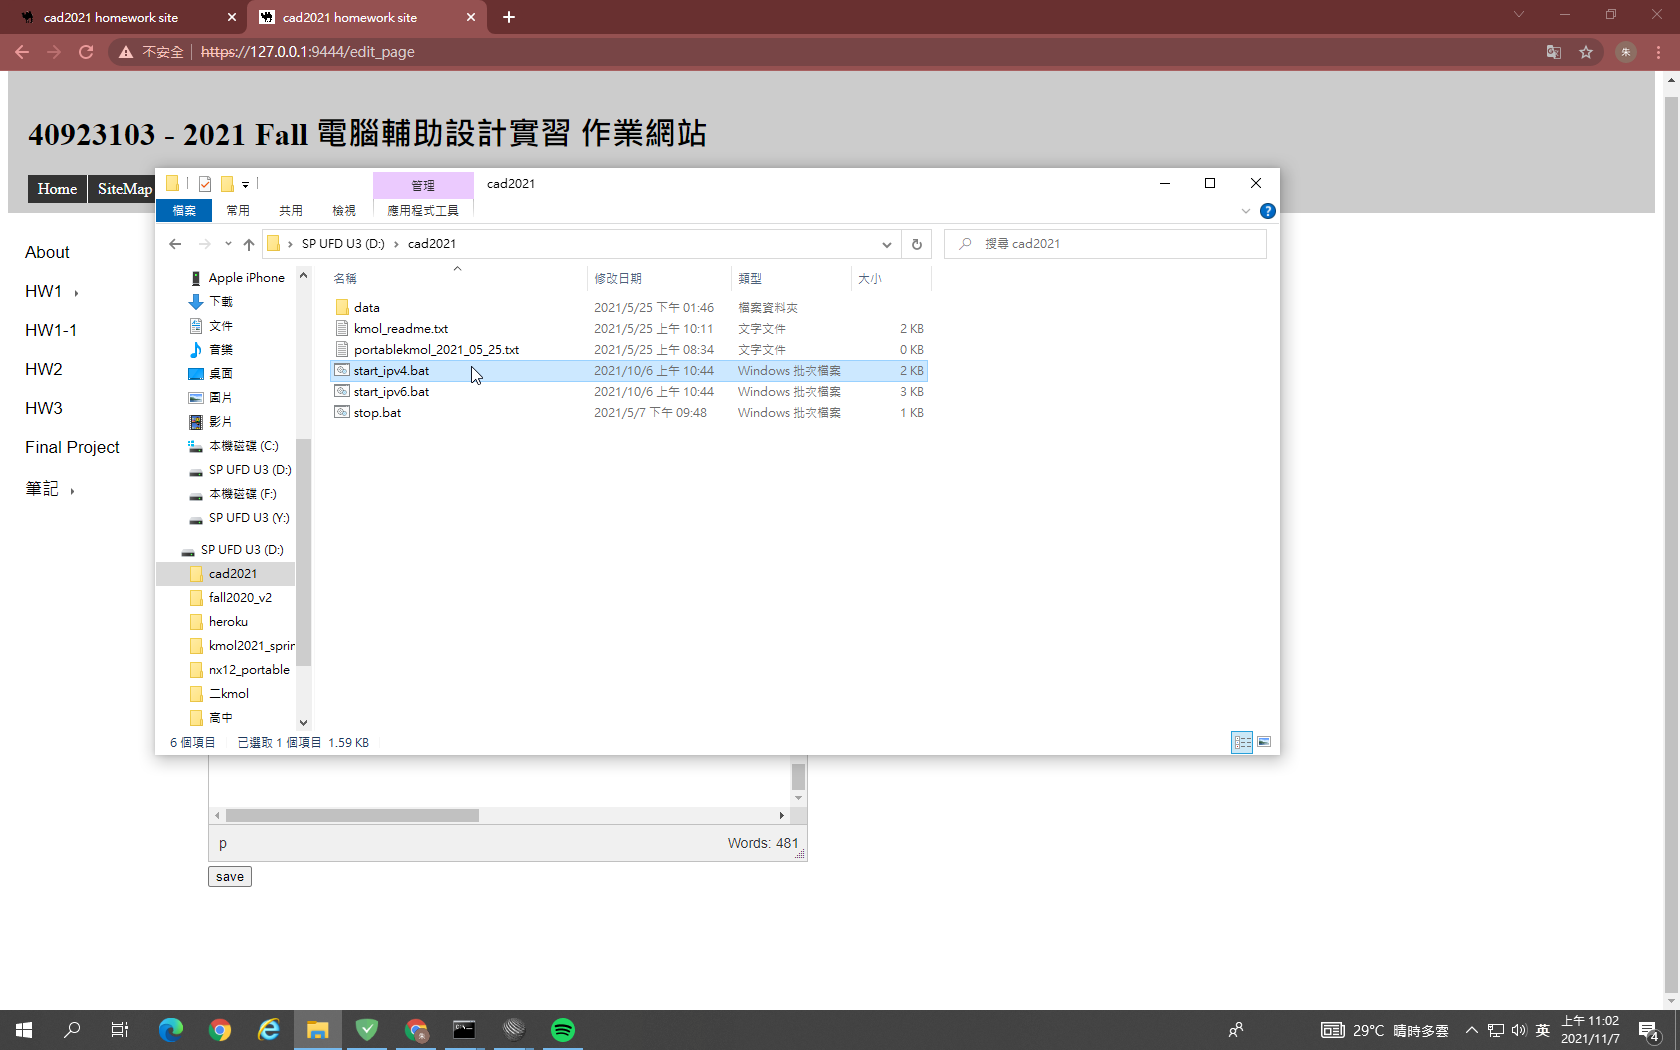 cad2021 homework site
cad2021 homework site
不安全 https://127.0.0.1:9444/edit_page
朱
40923103 - 2021 Fall 電腦輔助設計實習 作業網站
Home SiteMap
管理 cad2021
檔案 常用 共用 檢視 應用程式工具
SP UFD U3 (D:) cad2021
搜尋 cad2021
About
HW1
HW1-1
HW2
HW3
Final Project
筆記
Apple iPhone
下載
文件
音樂
桌面
圖片
影片
本機磁碟 (C:)
SP UFD U3 (D:)
本機磁碟 (F:)
SP UFD U3 (Y:)
SP UFD U3 (D:)
cad2021
fall2020_v2
heroku
kmol2021_sprin
nx12_portable
二kmol
高中
名稱 修改日期 類型 大小
data 2021/5/25 下午 01:46 檔案資料夾
kmol_readme.txt 2021/5/25 上午 10:11 文字文件 2 KB
portablekmol_2021_05_25.txt 2021/5/25 上午 08:34 文字文件 0 KB
start_ipv4.bat 2021/10/6 上午 10:44 Windows 批次檔案 2 KB
start_ipv6.bat 2021/10/6 上午 10:44 Windows 批次檔案 3 KB
stop.bat 2021/5/7 下午 09:48 Windows 批次檔案 1 KB
6 個項目 已選取 1 個項目 1.59 KB
p Words: 481
save
29°C 晴時多雲 英 上午 11:02
2021/11/7
4